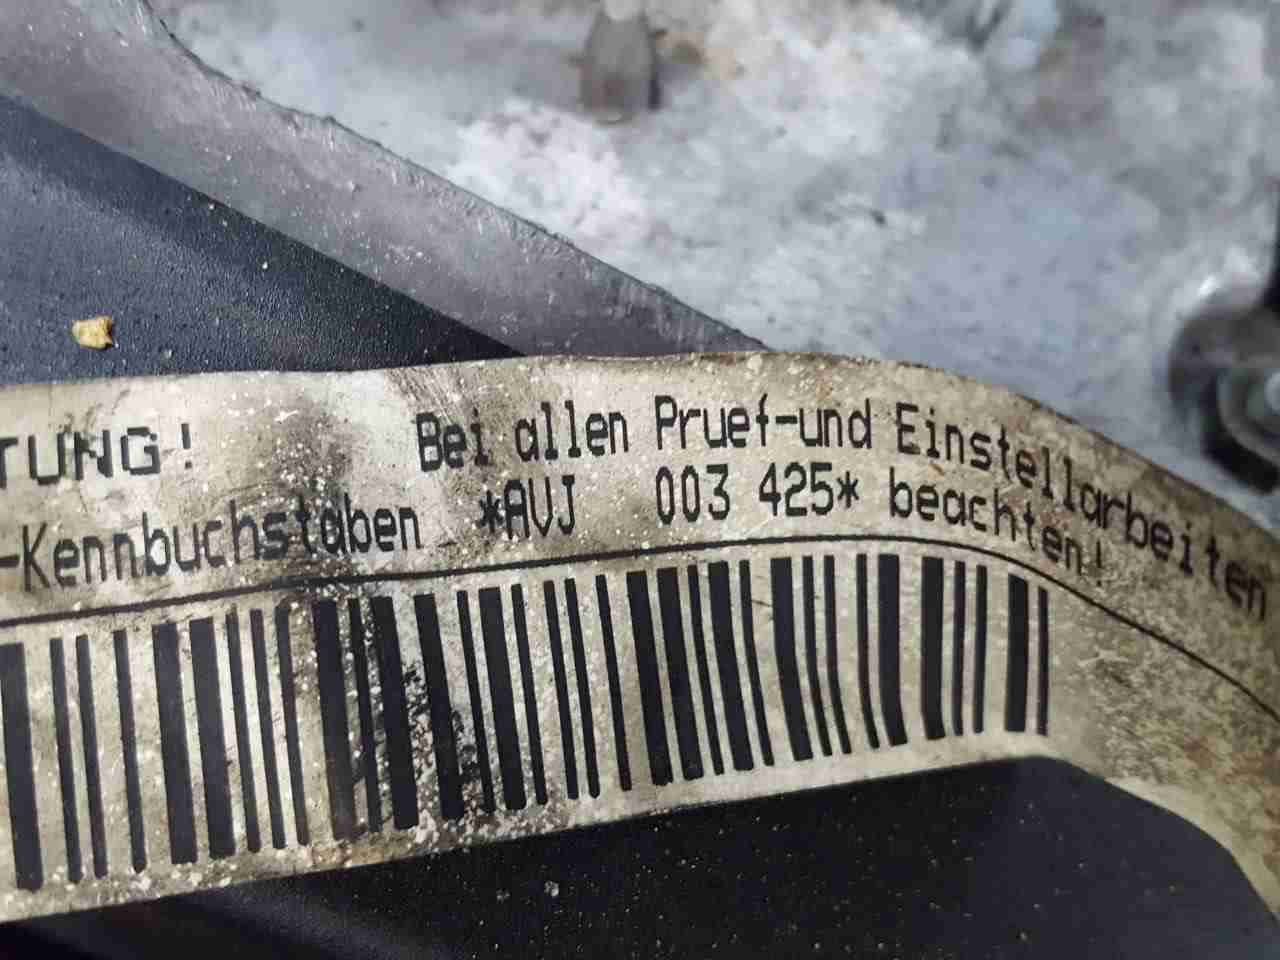 TUNG! Bei allen Pruef-und Einstellarbeiten
-Kennbuchstaben *AVJ 003 425* beachten!